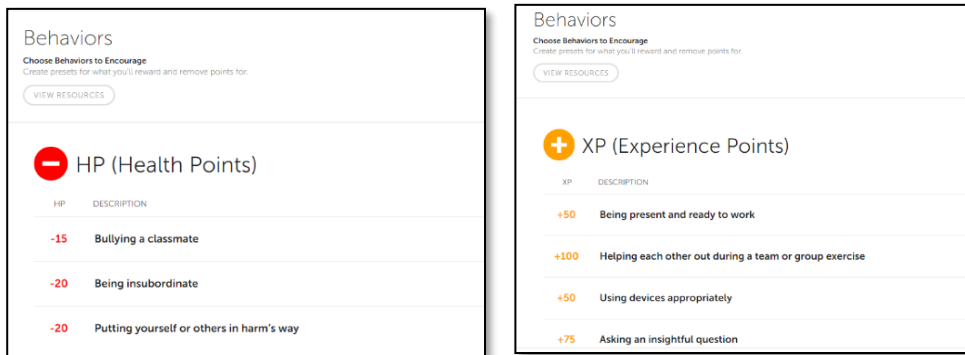 Behaviors
Choose Behaviors to Encourage
Create presets for what you'll reward and remove points for.
VIEW RESOURCES
HP (Health Points)
HP DESCRIPTION
-15 Bullying a classmate
-20 Being insubordinate
-20 Putting yourself or others in harm's way
Behaviors
Choose Behaviors to Encourage
Create presets for what you'll reward and remove points for.
VIEW RESOURCES
XP (Experience Points)
XP DESCRIPTION
+50 Being present and ready to work
+100 Helping each other out during a team or group exercise
+50 Using devices appropriately
+75 Asking an insightful question